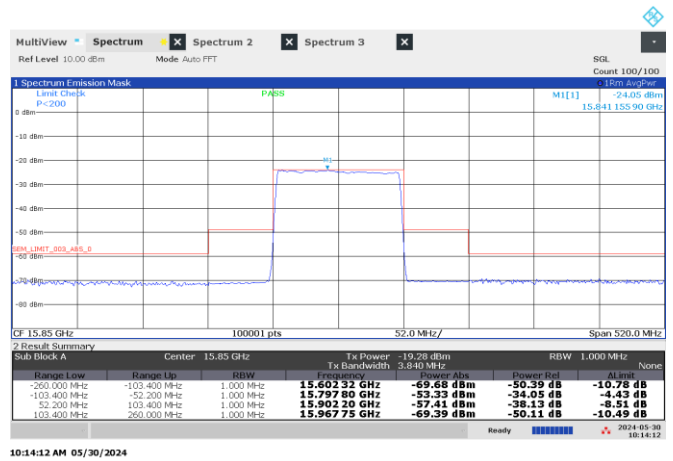 MultiView Spectrum Spectrum 2 Spectrum 3
Ref Level 10.00 dBm Mode Auto FFT SGL
Count 100/100
1 Spectrum Emission Mask 1Rm AvgPwr
Limit Check PASS M1[1] -24.05 dBm
P<200 15.841 155 90 GHz
0 dBm
-10 dBm
-20 dBm
M1
-30 dBm
-40 dBm
-50 dBm
SEM_LIMIT_003_ABS_0
-60 dBm
-70 dBm
-80 dBm
CF 15.85 GHz 100001 pts 52.0 MHz/ Span 520.0 MHz
2 Result Summary
Sub Block A Center 15.85 GHz Tx Power -19.28 dBm RBW 1.000 MHz
Tx Bandwidth 3.840 MHz None
Range Low Range Up RBW Frequency Power Abs Power Rel ΔLimit
-260.000 MHz -103.400 MHz 1.000 MHz 15.602 32 GHz -69.68 dBm -50.39 dB -10.78 dB
-103.400 MHz -52.200 MHz 1.000 MHz 15.797 80 GHz -53.33 dBm -34.05 dB -4.43 dB
52.200 MHz 103.400 MHz 1.000 MHz 15.902 20 GHz -57.41 dBm -38.13 dB -8.51 dB
103.400 MHz 260.000 MHz 1.000 MHz 15.967 75 GHz -69.39 dBm -50.11 dB -10.49 dB
Ready 2024-05-30
10:14:12
10:14:12 AM 05/30/2024